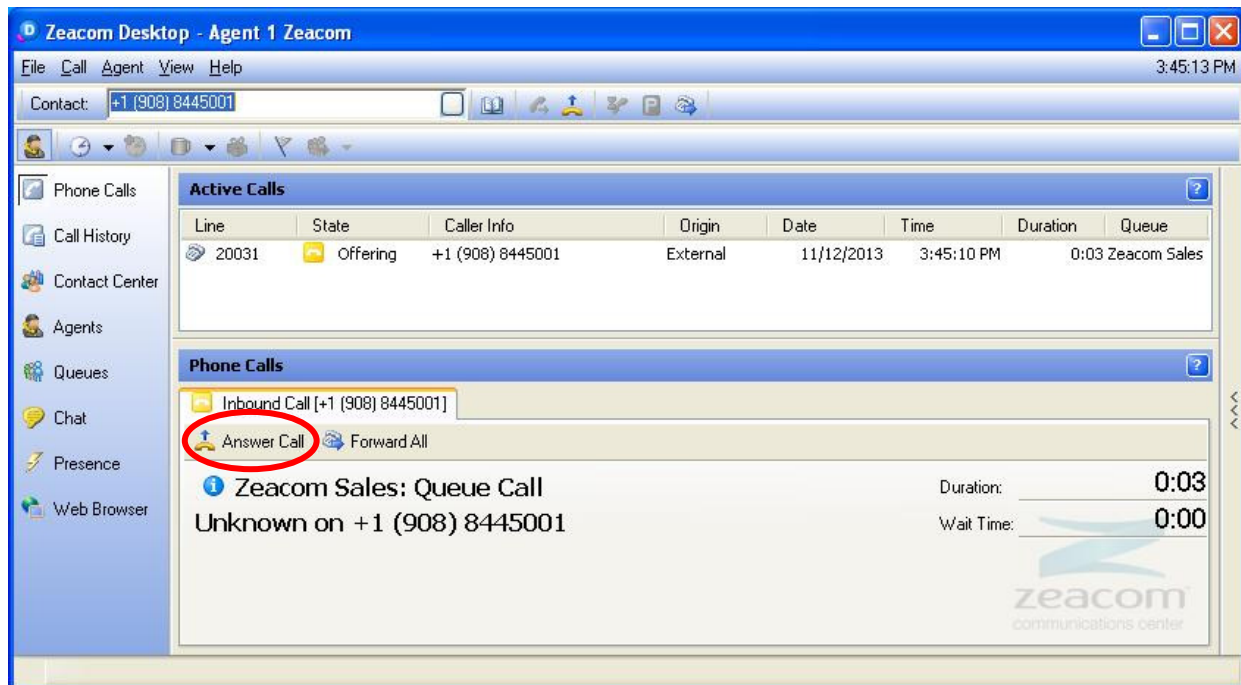 Zeacom Desktop - Agent 1 Zeacom
File Call Agent View Help 3:45:13 PM
Contact: +1 (908) 8445001
Phone Calls
Call History
Contact Center
Agents
Queues
Chat
Presence
Web Browser
Active Calls
Line State Caller Info Origin Date Time Duration Queue
20031 Offering +1 (908) 8445001 External 11/12/2013 3:45:10 PM 0:03 Zeacom Sales
Phone Calls
Inbound Call [+1 (908) 8445001]
Answer Call Forward All
Zeacom Sales: Queue Call
Unknown on +1 (908) 8445001
Duration: 0:03
Wait Time: 0:00
zeacom
communications center